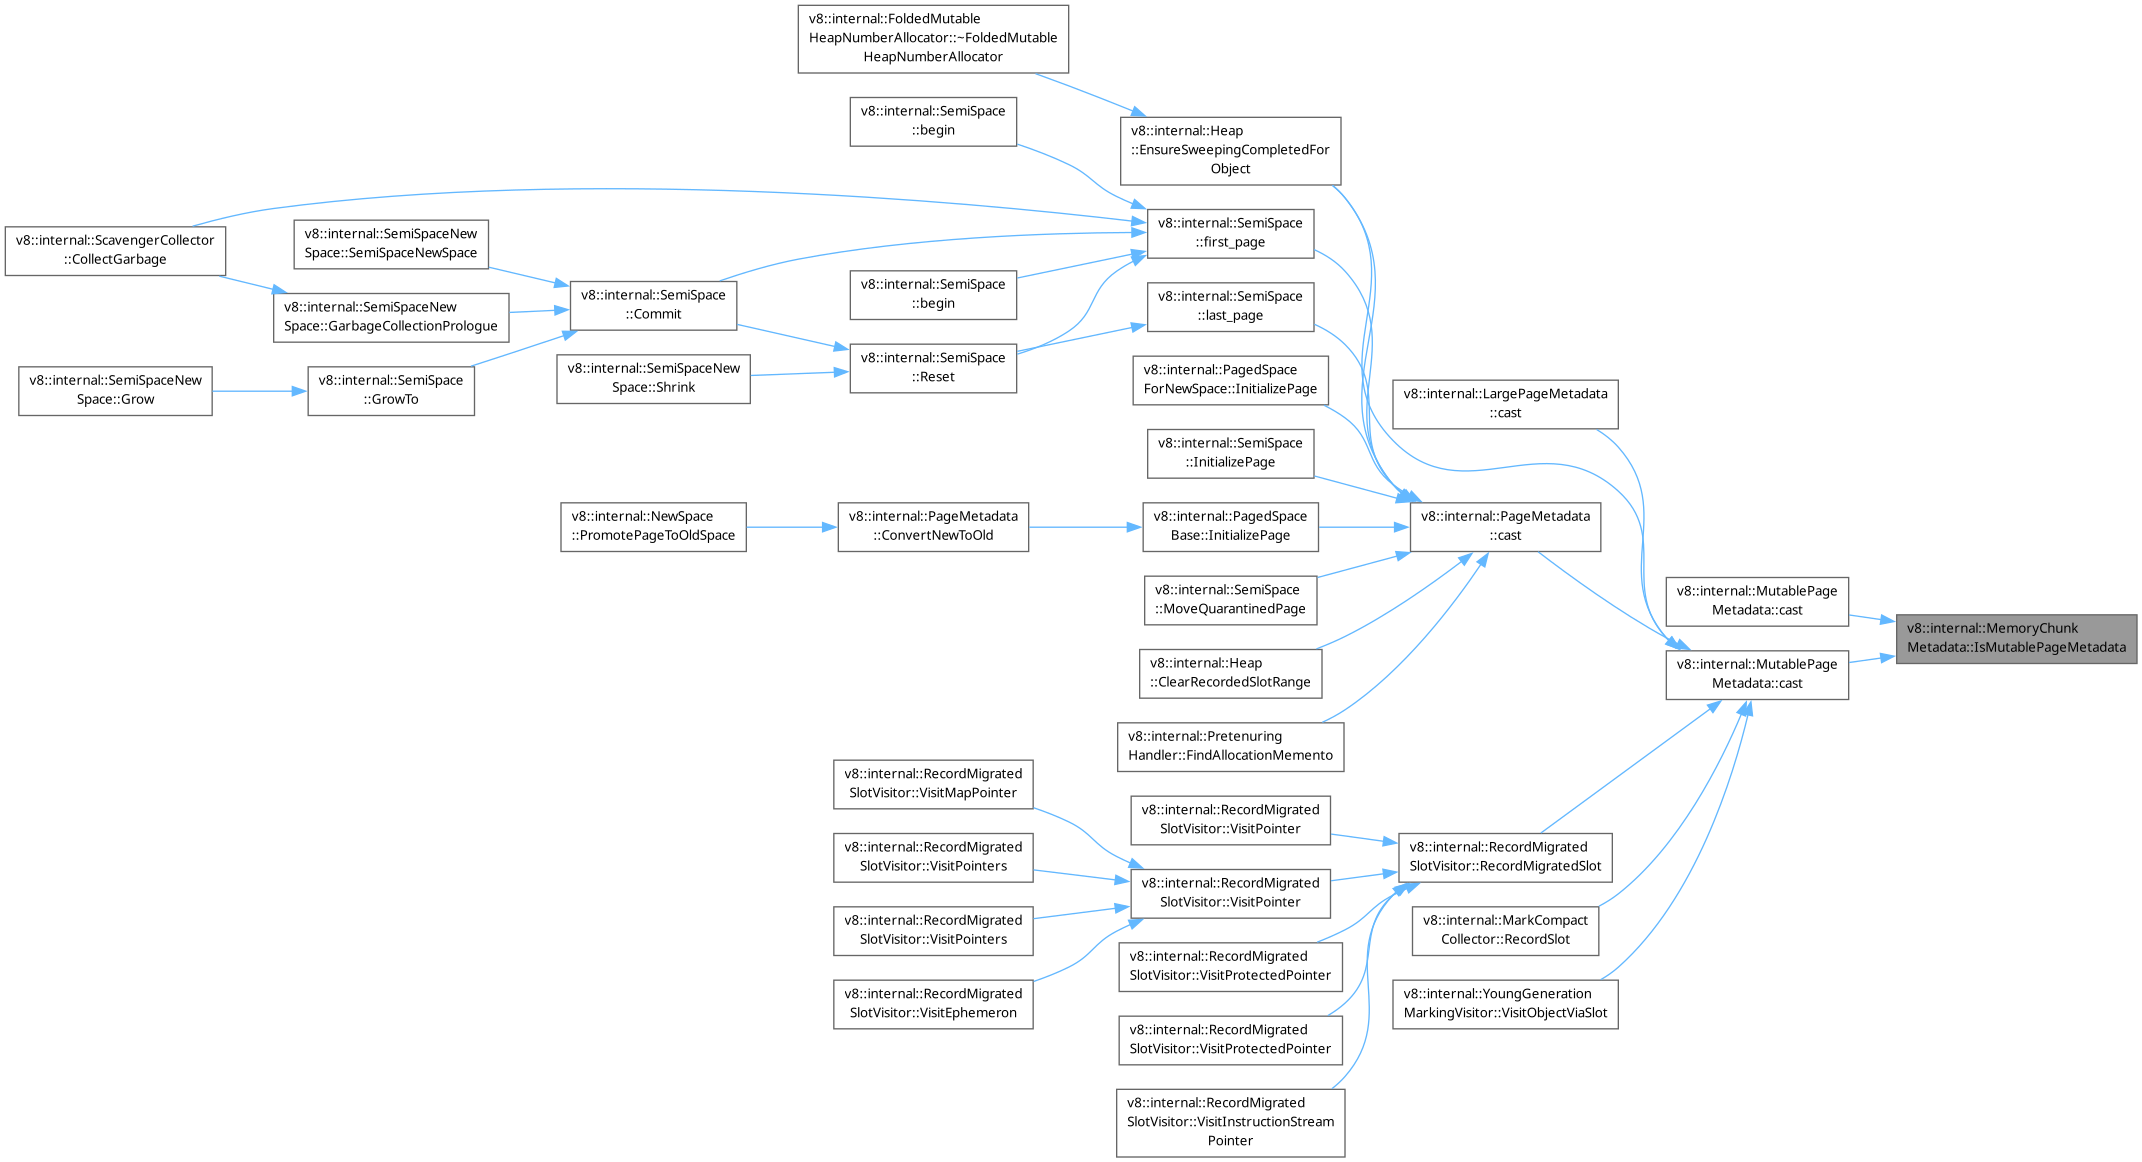 v8::internal::FoldedMutable
HeapNumberAllocator::~FoldedMutable
HeapNumberAllocator
v8::internal::SemiSpace
::begin
v8::internal::Heap
::EnsureSweepingCompletedFor
Object
v8::internal::ScavengerCollector
::CollectGarbage
v8::internal::SemiSpaceNew
Space::SemiSpaceNewSpace
v8::internal::SemiSpace
::first_page
v8::internal::SemiSpaceNew
Space::GarbageCollectionPrologue
v8::internal::SemiSpace
::Commit
v8::internal::SemiSpace
::begin
v8::internal::SemiSpace
::last_page
v8::internal::SemiSpaceNew
Space::Grow
v8::internal::SemiSpace
::GrowTo
v8::internal::SemiSpaceNew
Space::Shrink
v8::internal::SemiSpace
::Reset
v8::internal::PagedSpace
ForNewSpace::InitializePage
v8::internal::LargePageMetadata
::cast
v8::internal::SemiSpace
::InitializePage
v8::internal::NewSpace
::PromotePageToOldSpace
v8::internal::PageMetadata
::ConvertNewToOld
v8::internal::PagedSpace
Base::InitializePage
v8::internal::PageMetadata
::cast
v8::internal::SemiSpace
::MoveQuarantinedPage
v8::internal::MutablePage
Metadata::cast
v8::internal::MemoryChunk
Metadata::IsMutablePageMetadata
v8::internal::Heap
::ClearRecordedSlotRange
v8::internal::MutablePage
Metadata::cast
v8::internal::Pretenuring
Handler::FindAllocationMemento
v8::internal::RecordMigrated
SlotVisitor::VisitMapPointer
v8::internal::RecordMigrated
SlotVisitor::VisitPointer
v8::internal::RecordMigrated
SlotVisitor::VisitPointers
v8::internal::RecordMigrated
SlotVisitor::RecordMigratedSlot
v8::internal::RecordMigrated
SlotVisitor::VisitPointer
v8::internal::RecordMigrated
SlotVisitor::VisitPointers
v8::internal::MarkCompact
Collector::RecordSlot
v8::internal::RecordMigrated
SlotVisitor::VisitProtectedPointer
v8::internal::RecordMigrated
SlotVisitor::VisitEphemeron
v8::internal::YoungGeneration
MarkingVisitor::VisitObjectViaSlot
v8::internal::RecordMigrated
SlotVisitor::VisitProtectedPointer
v8::internal::RecordMigrated
SlotVisitor::VisitInstructionStream
Pointer